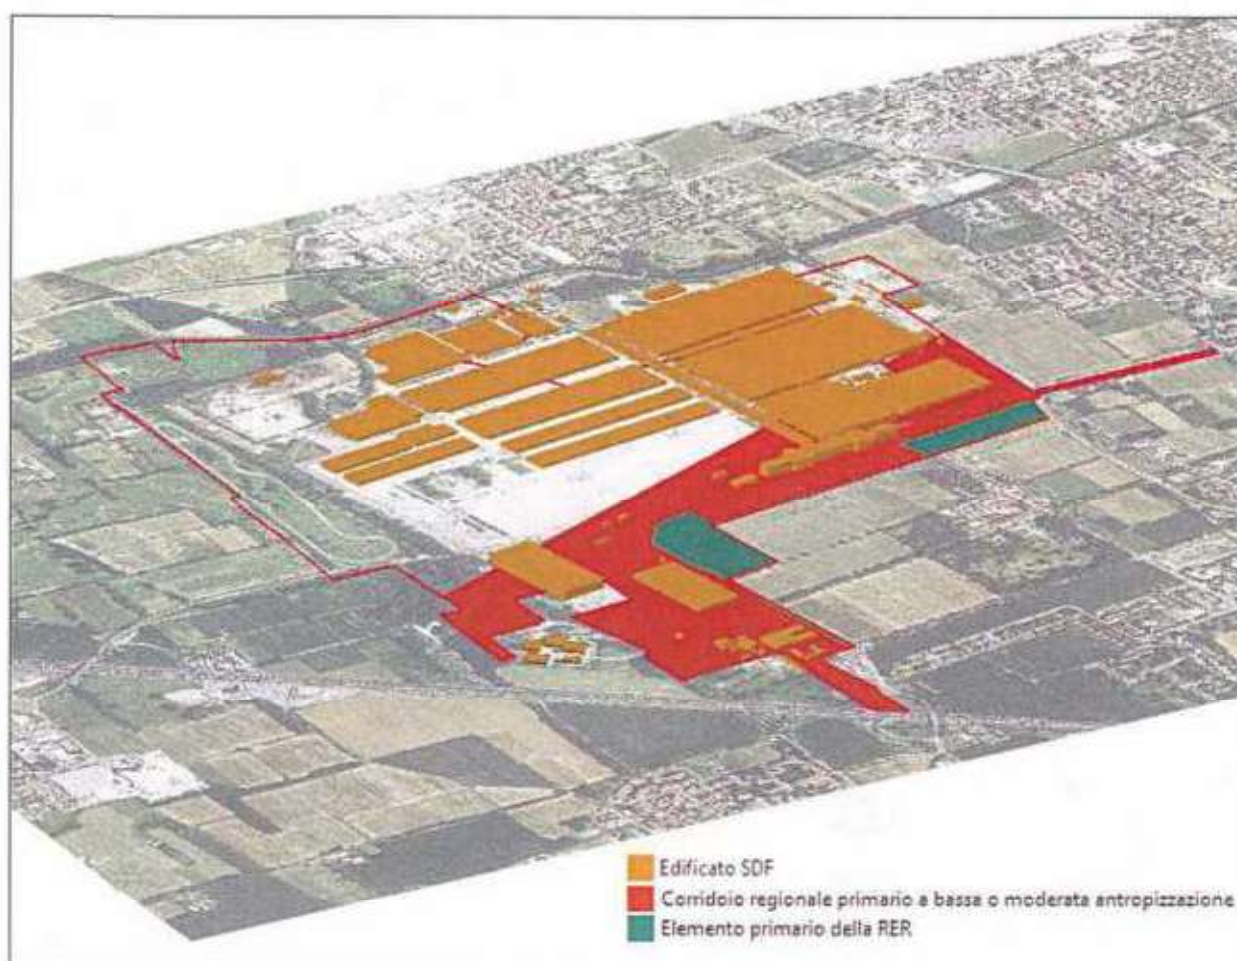 Edificato SDF
Corridoio regionale primario a bassa o moderata antropizzazione
Elemento primario della RER